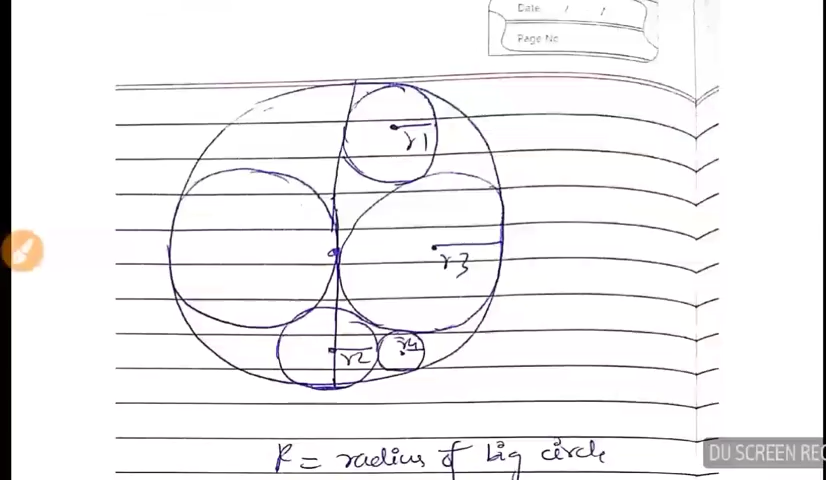 Date / /
Page No
r1
r3
r2
r4
R = radius of big circle
DU SCREEN REC